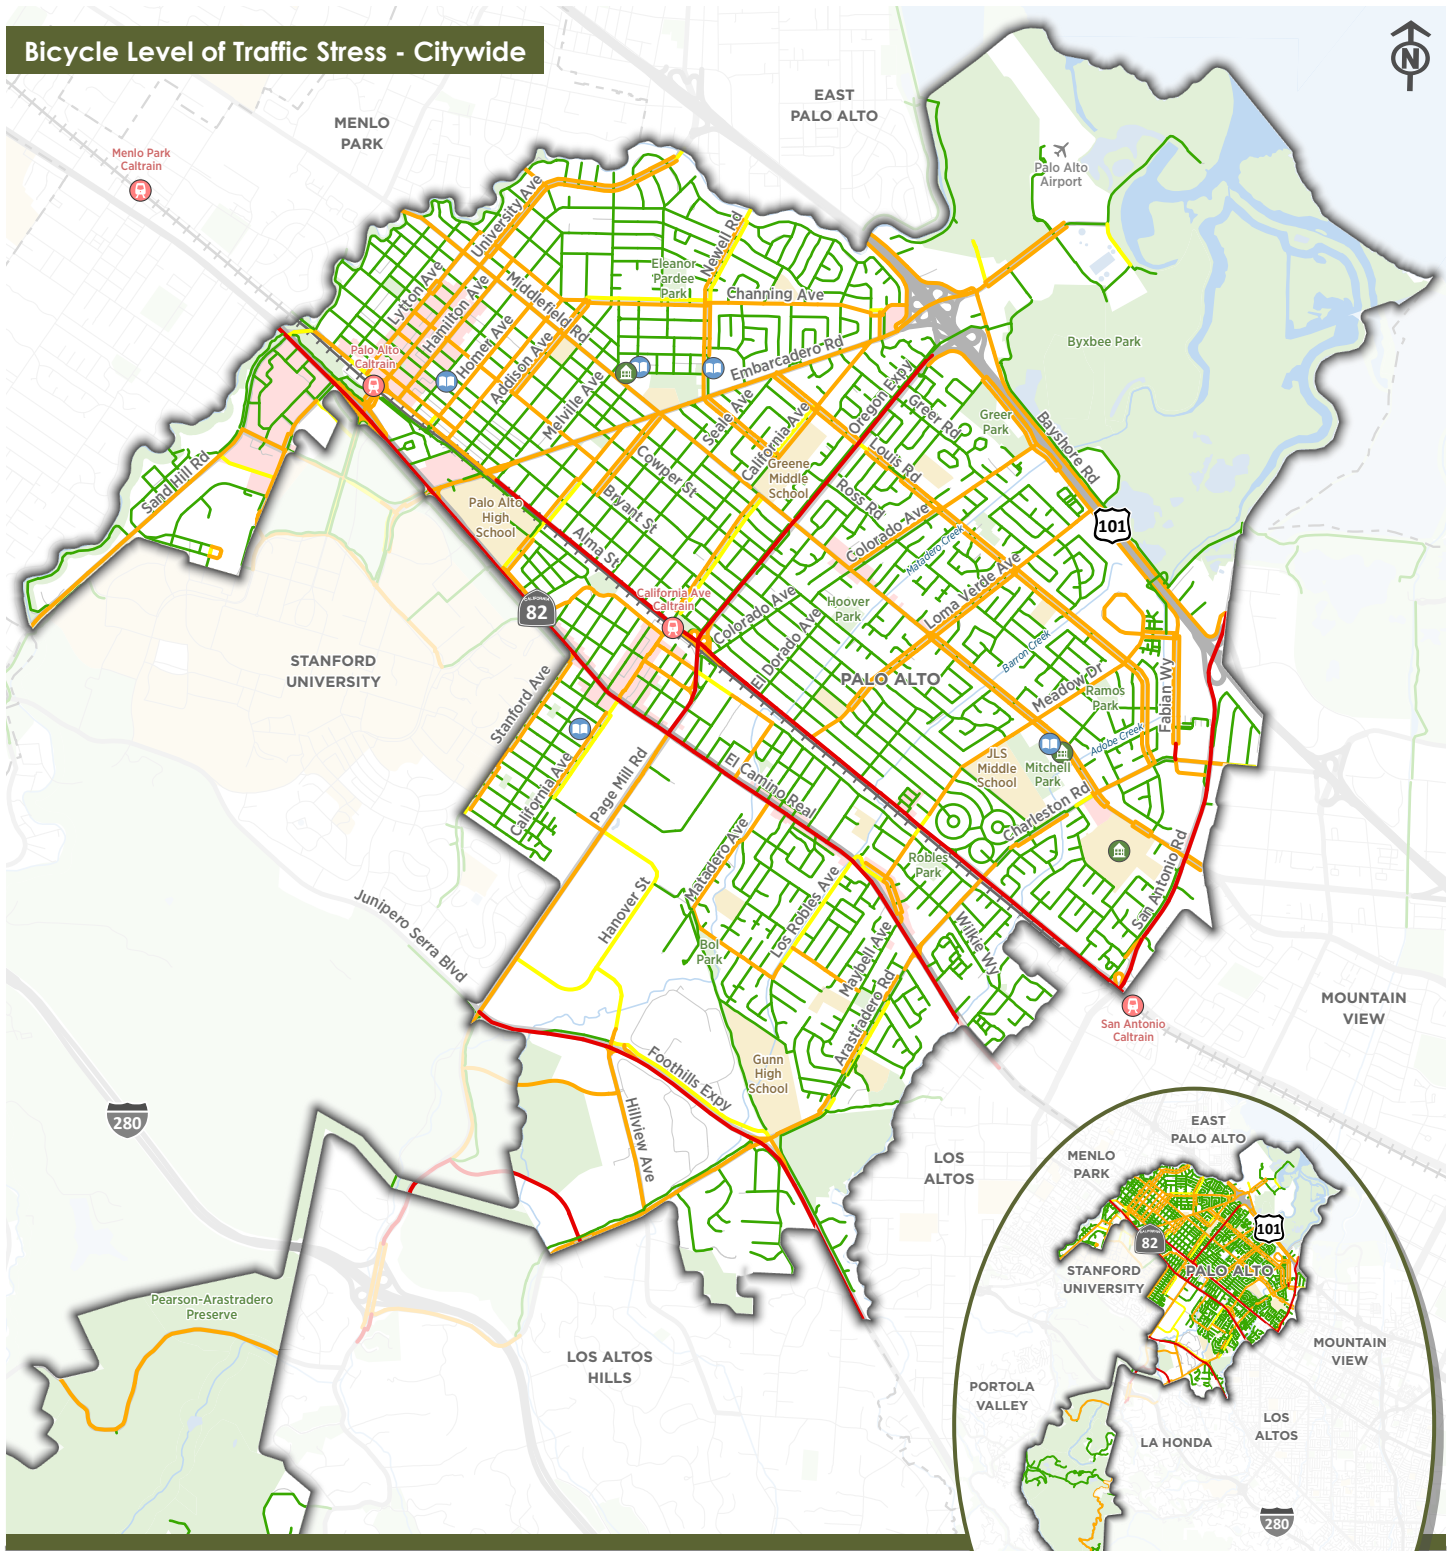 Bicycle Level of Traffic Stress - Citywide
N
MENLO
PARK
EAST
PALO ALTO
Menlo Park
Caltrain
Palo Alto
Airport
University Ave
Newell Rd
Eleanor
Pardee
Park
Lytton Ave
Hamilton Ave
Middlefield Rd
Channing Ave
Homer Ave
Addison Ave
Palo Alto
Caltrain
Embarcadero Rd
Byxbee Park
Melville Ave
Seale Ave
California Ave
Oregon Expy
Greer Rd
Greer
Park
Bayshore Rd
Sand Hill Rd
Cowper St
Greene
Middle
School
Louis Rd
Ross Rd
Bryant St
Palo Alto
High
School
Alma St
Colorado Ave
Matadero Creek
101
Loma Verde Ave
California Ave
Caltrain
CALIFORNIA
82
Colorado Ave
Hoover
Park
El Dorado Ave
Barron Creek
STANFORD
UNIVERSITY
PALO ALTO
Meadow Dr
Ramos
Park
Fabian Wy
Stanford Ave
Adobe Creek
JLS
Middle
School
Mitchell
Park
California Ave
Page Mill Rd
El Camino Real
Charleston Rd
Matadero Ave
Robles
Park
San Antonio Rd
Hanover St
Los Robles Ave
Junipero Serra Blvd
Bol
Park
Maybell Ave
Wilkie Wy
Arastradero Rd
MOUNTAIN
VIEW
San Antonio
Caltrain
Foothills Expy
Gunn
High
School
280
Hillview Ave
LOS
ALTOS
Pearson-Arastradero
Preserve
LOS ALTOS
HILLS
EAST
PALO ALTO
MENLO
PARK
101
82
STANFORD
UNIVERSITY
PALO ALTO
MOUNTAIN
VIEW
PORTOLA
VALLEY
LOS
ALTOS
LA HONDA
280